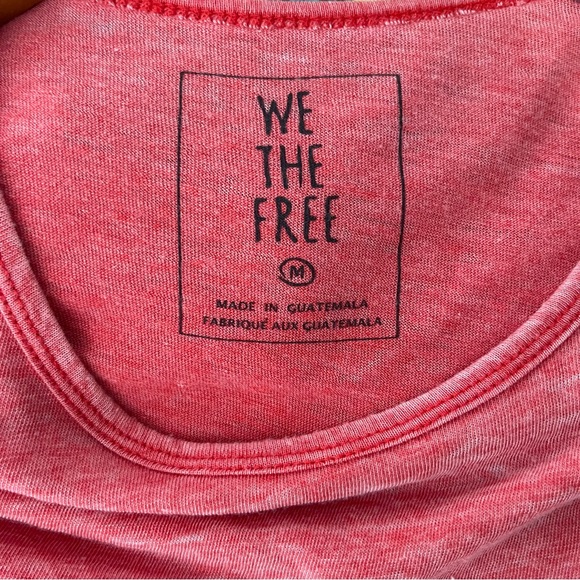 WE
THE
FREE
M
MADE IN GUATEMALA
FABRIQUÉ AUX GUATEMALA